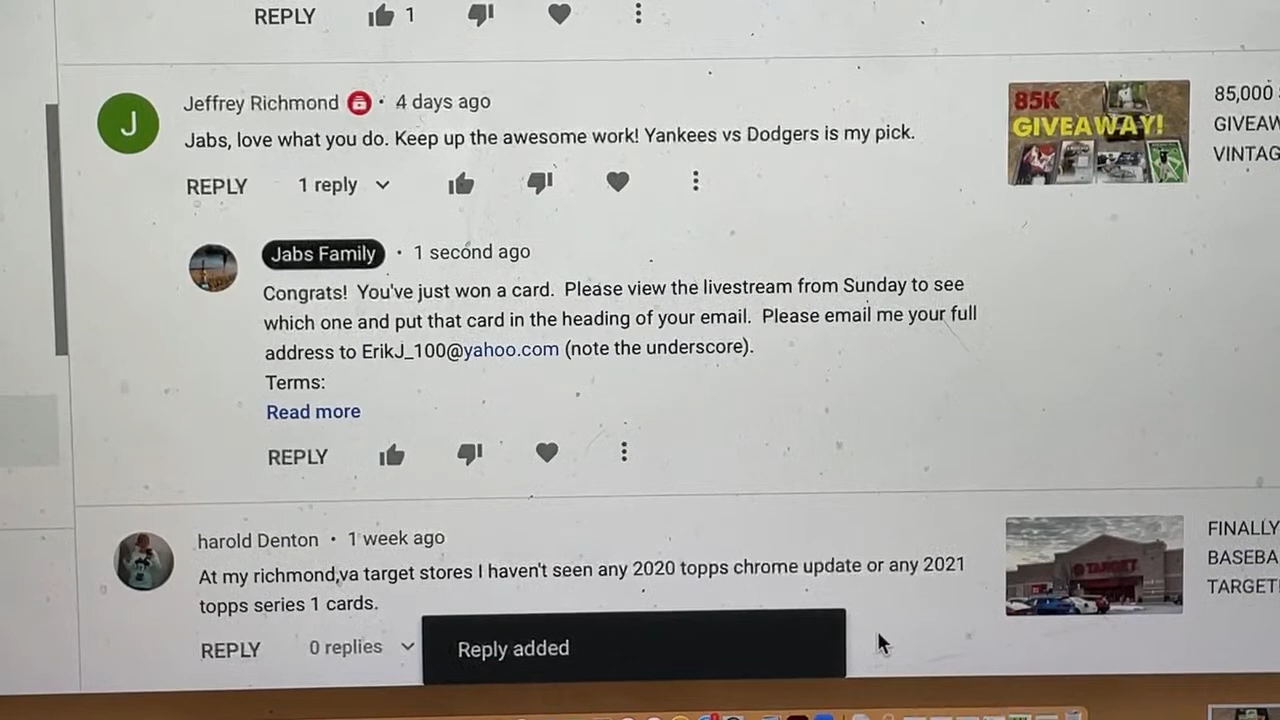 REPLY 1
Jeffrey Richmond · 4 days ago
Jabs, love what you do. Keep up the awesome work! Yankees vs Dodgers is my pick.
REPLY 1 reply
85K
GIVEAWAY!
85,000
GIVEAW
VINTAG
J
Jabs Family · 1 second ago
Congrats! You've just won a card. Please view the livestream from Sunday to see
which one and put that card in the heading of your email. Please email me your full
address to ErikJ_100@yahoo.com (note the underscore).
Terms:
Read more
REPLY
harold Denton · 1 week ago
At my richmond,va target stores I haven't seen any 2020 topps chrome update or any 2021
topps series 1 cards.
REPLY 0 replies
TARGET
FINALLY
BASEBA
TARGET
Reply added